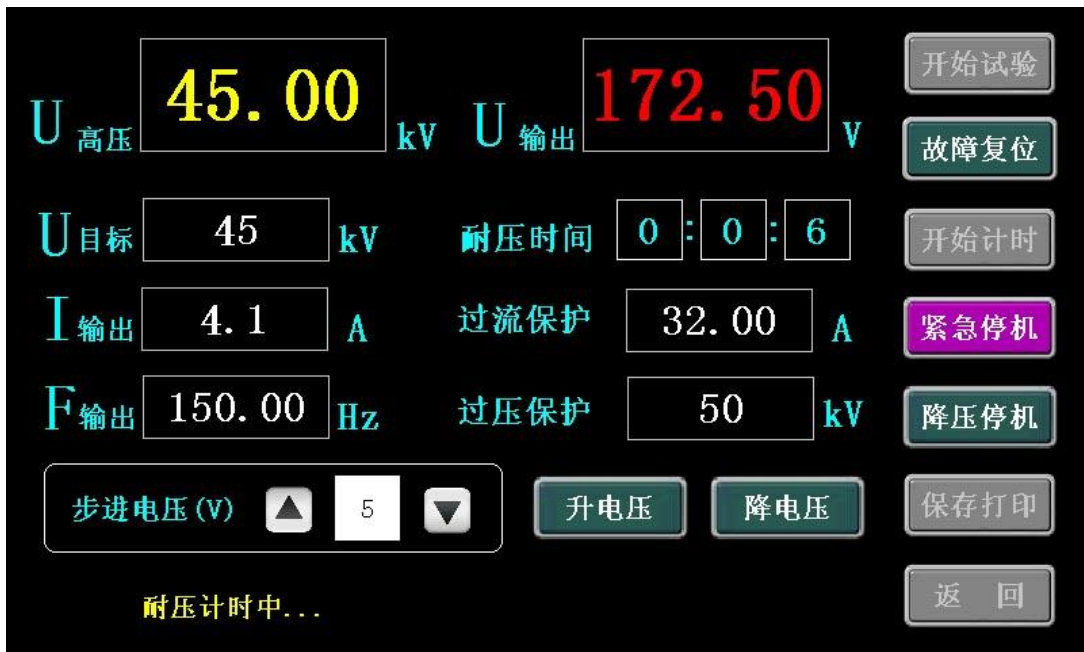 U高压 45.00 kV U输出 172.50 V
开始试验
故障复位
U目标 45 kV 耐压时间 0:0:6
开始计时
I输出 4.1 A 过流保护 32.00 A
紧急停机
F输出 150.00 Hz 过压保护 50 kV
降压停机
步进电压(V) 5 升电压 降电压
保存打印
耐压计时中...
返 回